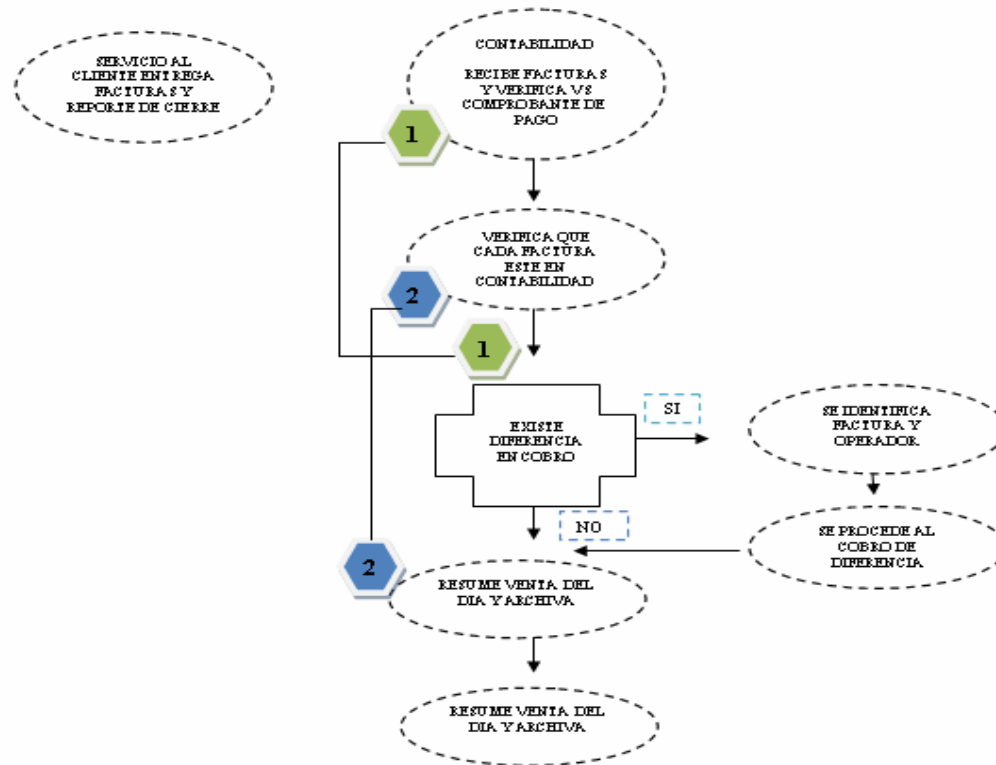 SERVICIO AL
CLIENTE ENTREGA
FACTURAS Y
REPORTE DE CIERRE
CONTABILIDAD
RECIBE FACTURAS
Y VERIFICA VS
COMPROBANTE DE
PAGO
1
VERIFICA QUE
CADA FACTURA
ESTE EN
CONTABILIDAD
2
1
EXISTE
DIFERENCIA
EN COBRO
SI
SE IDENTIFICA
FACTURA Y
OPERADOR
NO
SE PROCEDE AL
COBRO DE
DIFERENCIA
2
RESUME VENTA DEL
DIA Y ARCHIVA
RESUME VENTA DEL
DIA Y ARCHIVA